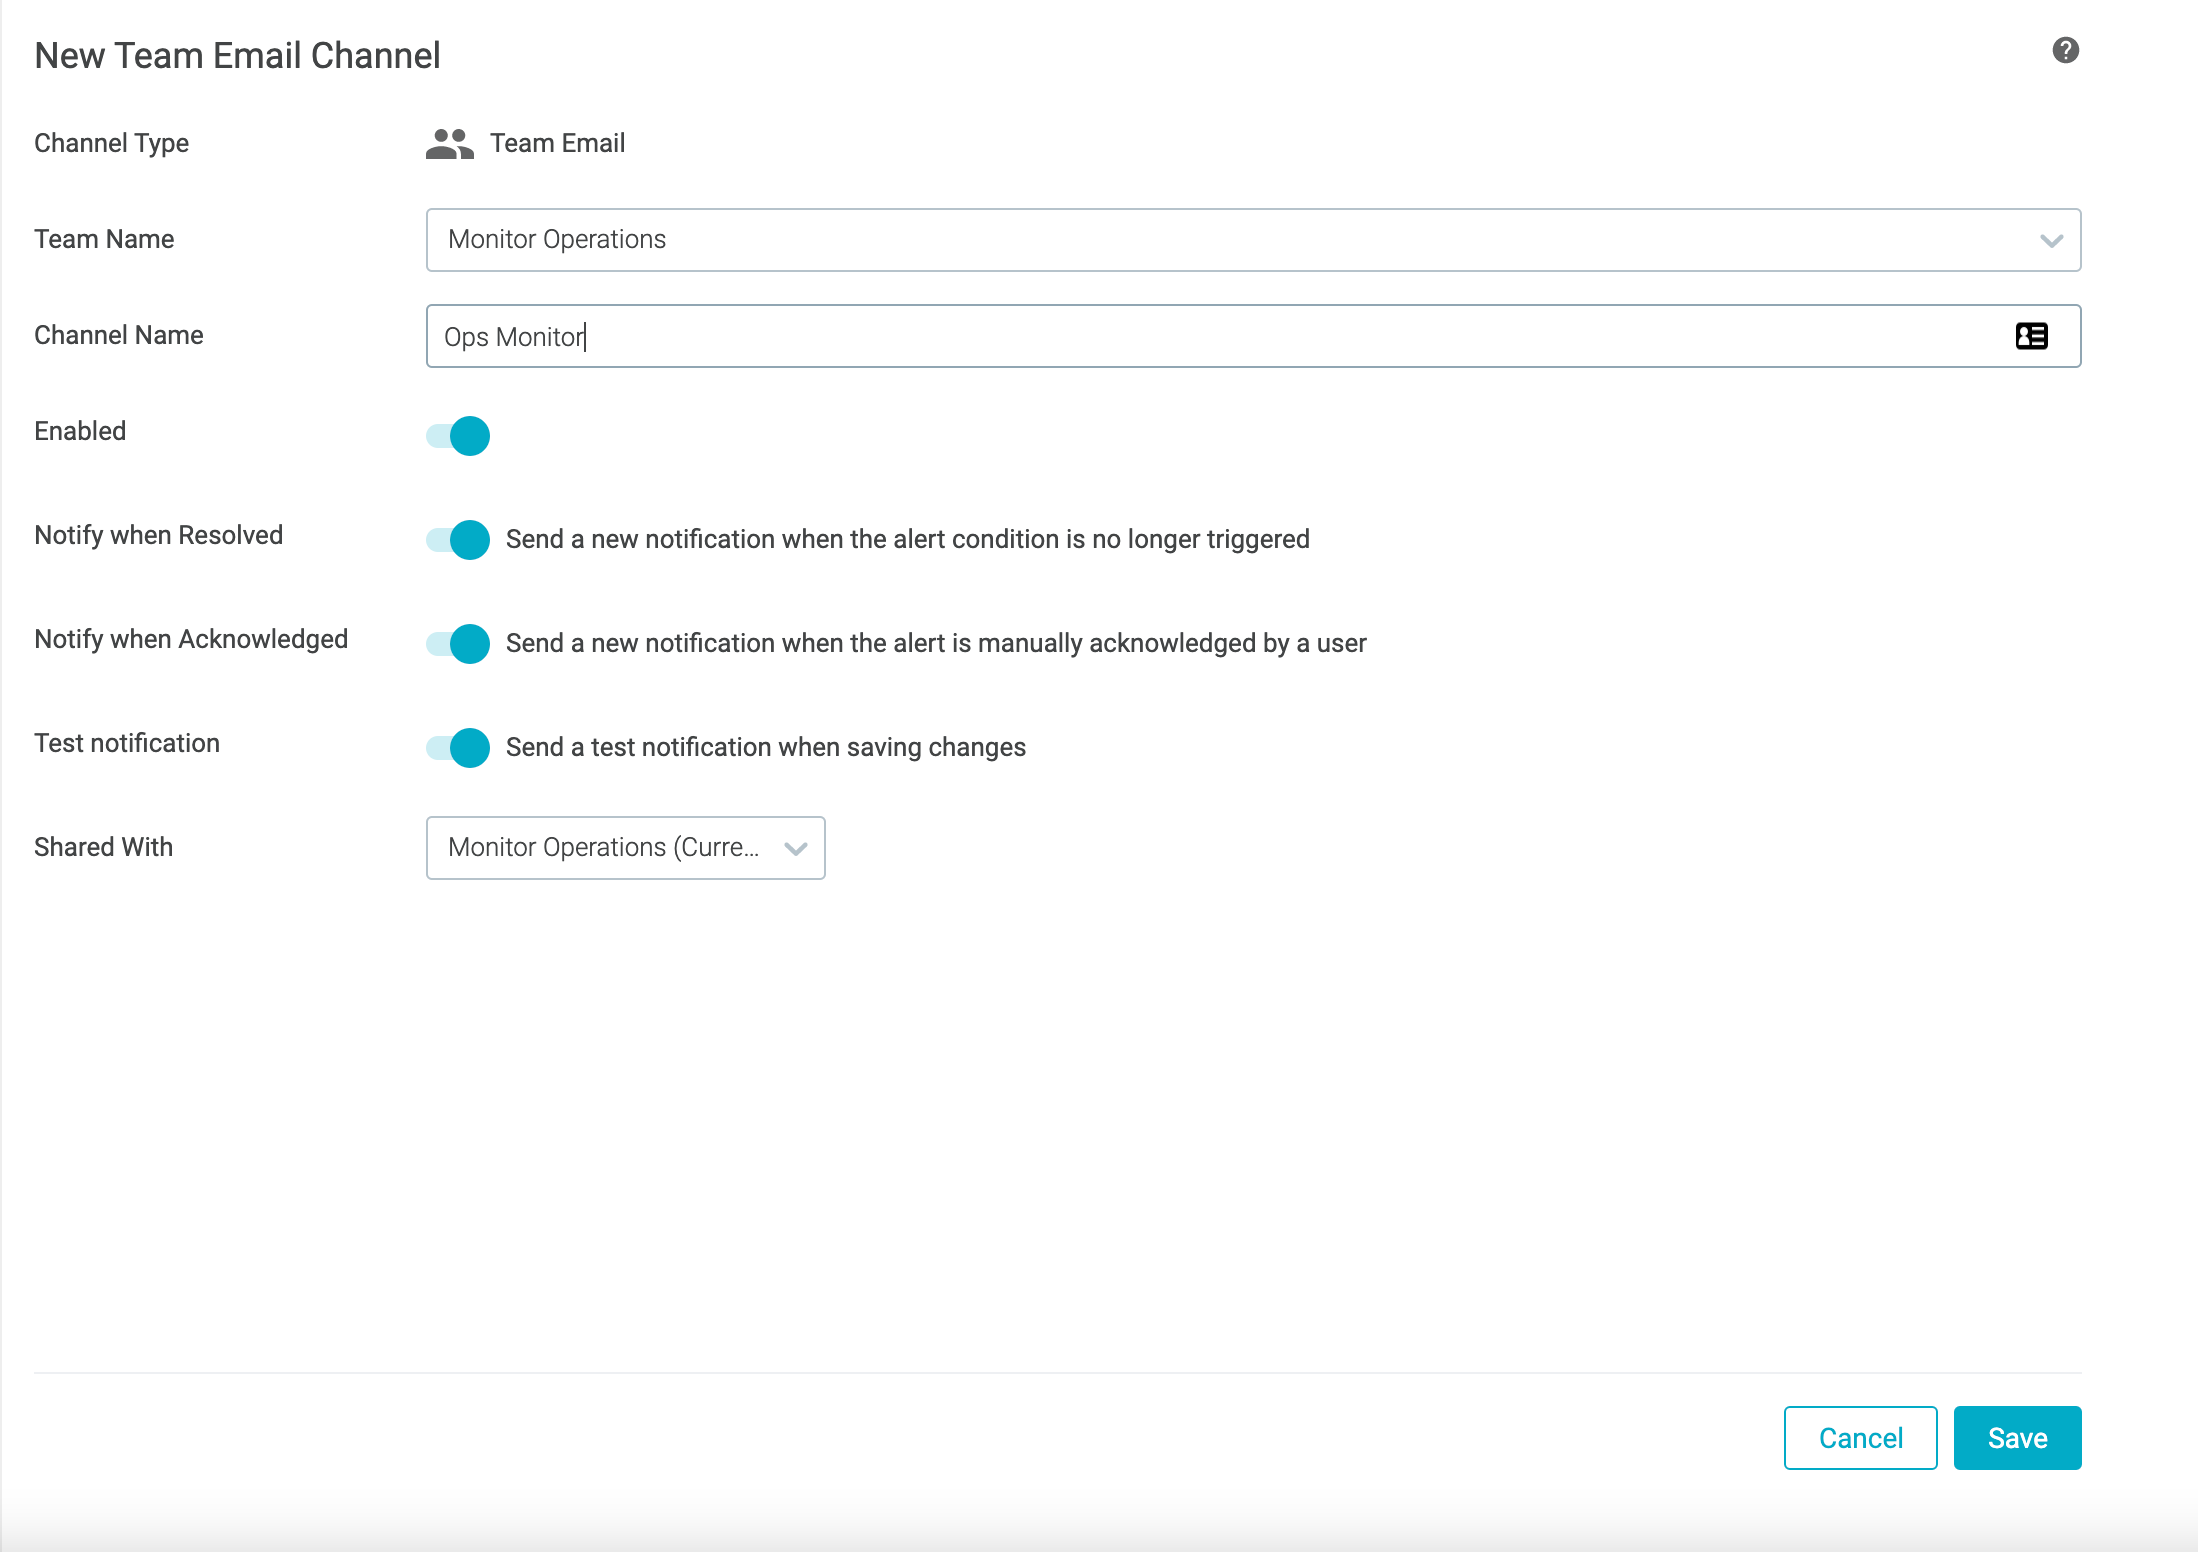 New Team Email Channel
?
Channel Type
Team Email
Team Name
Monitor Operations
Channel Name
Ops Monitor
Enabled
Notify when Resolved
Send a new notification when the alert condition is no longer triggered
Notify when Acknowledged
Send a new notification when the alert is manually acknowledged by a user
Test notification
Send a test notification when saving changes
Shared With
Monitor Operations (Curre...
Cancel
Save